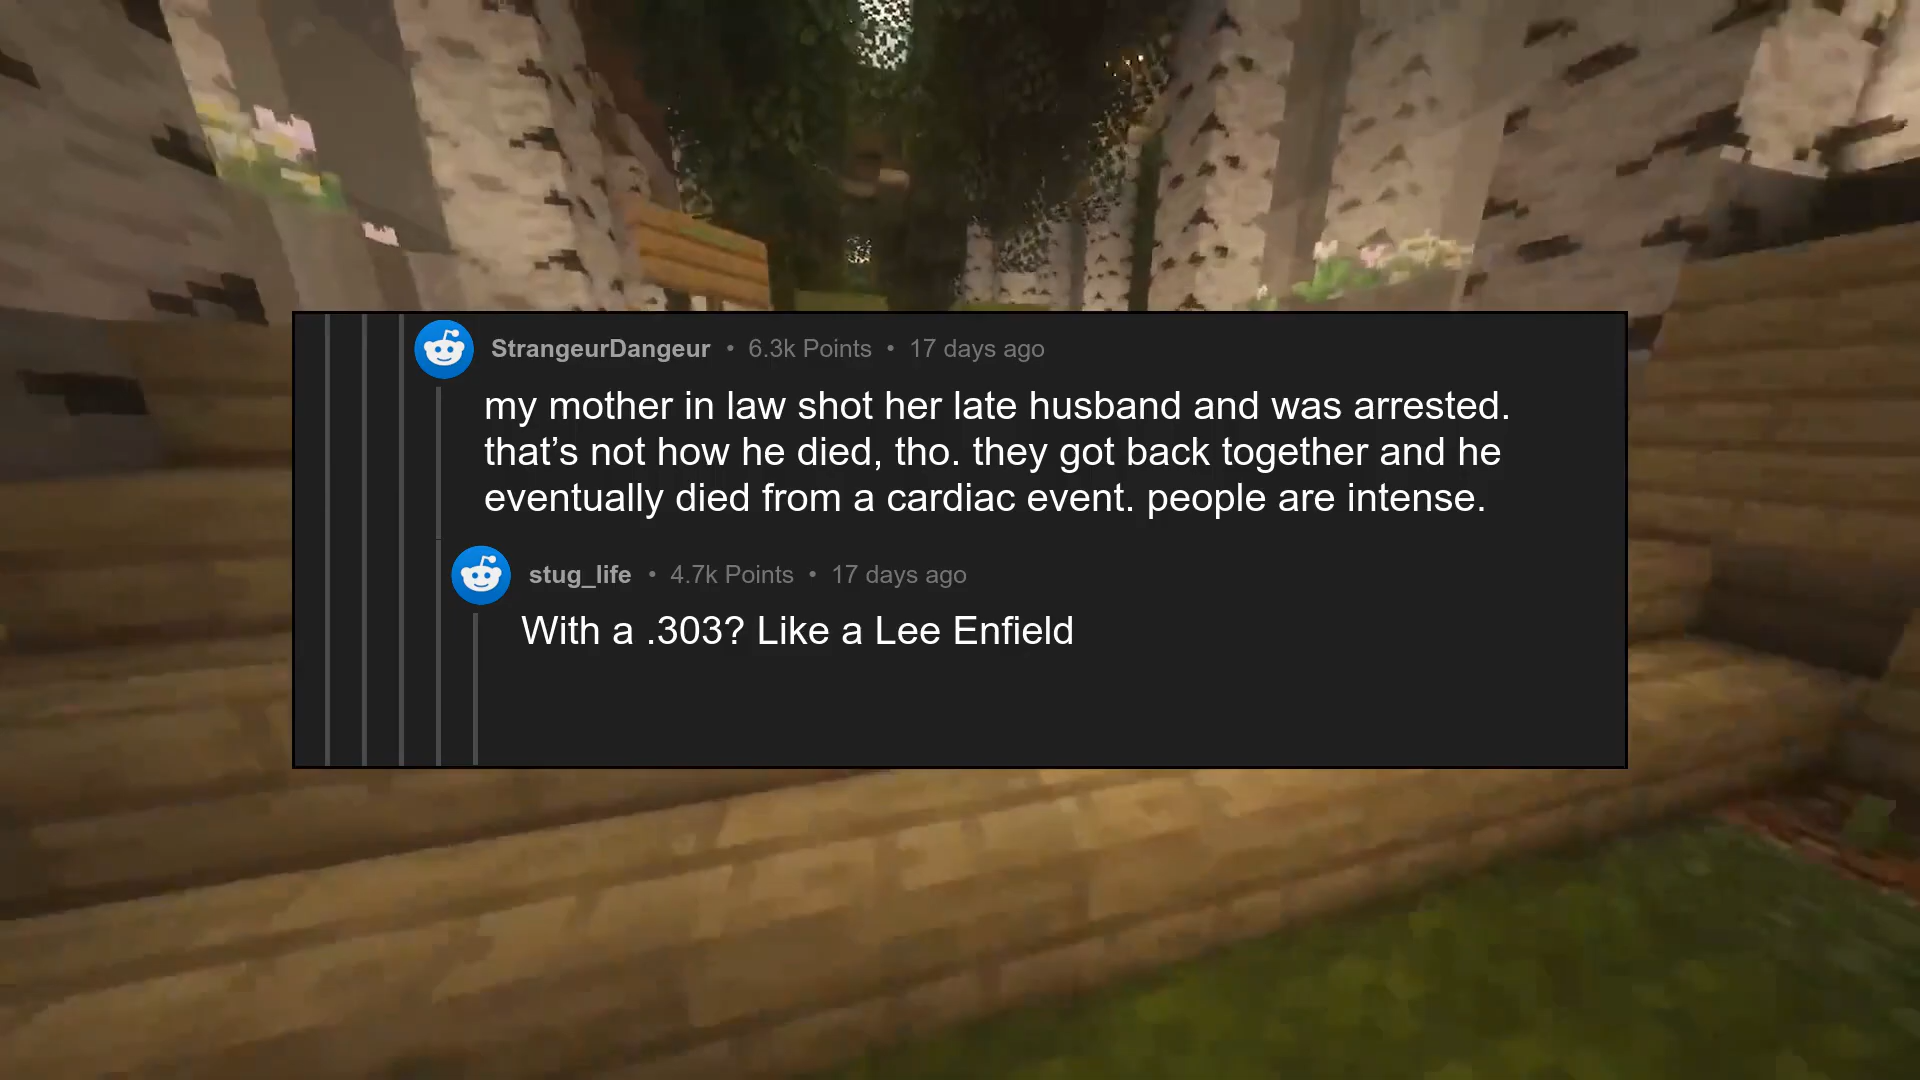 StrangeurDangeur • 6.3k Points • 17 days ago
my mother in law shot her late husband and was arrested.
that’s not how he died, tho. they got back together and he
eventually died from a cardiac event. people are intense.
stug_life • 4.7k Points • 17 days ago
With a .303? Like a Lee Enfield